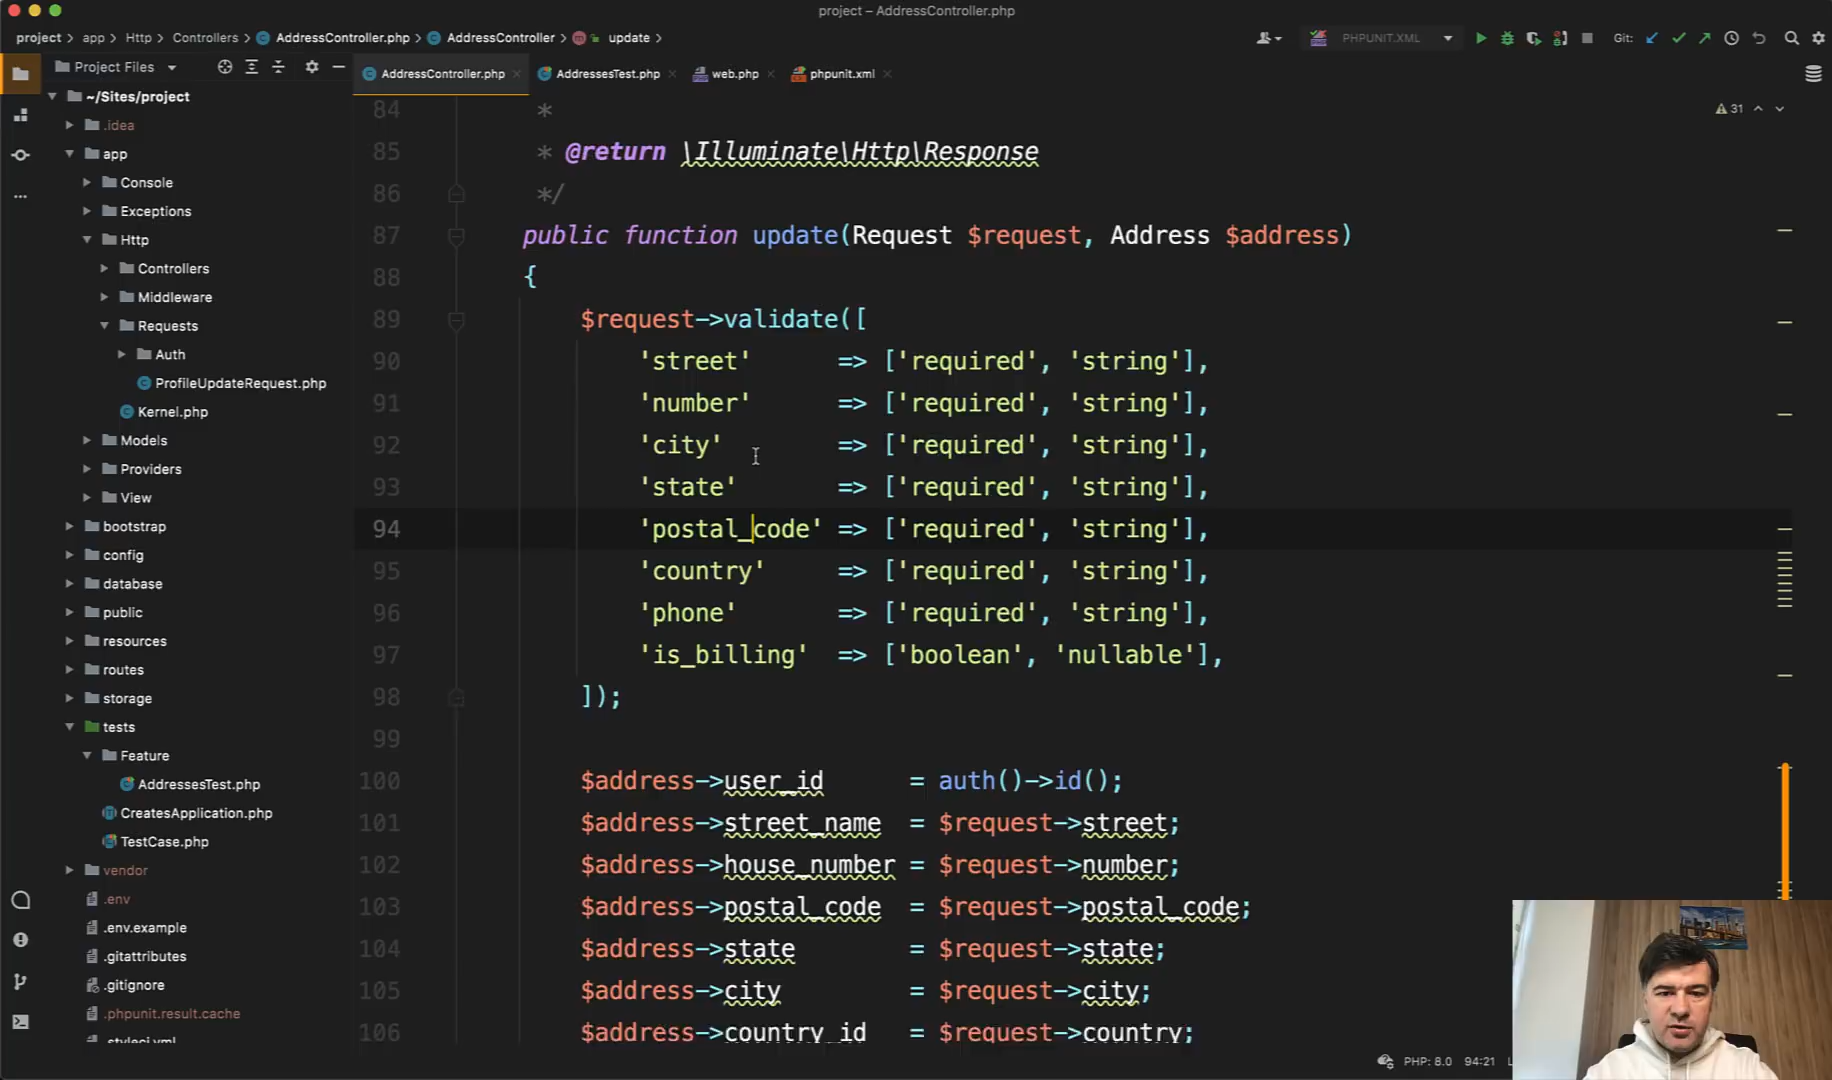 project – AddressController.php
project > app > Http > Controllers > AddressController.php > AddressController > update >
PHPUNIT.XML
Git:
Project Files
AddressController.php
AddressesTest.php
web.php
phpunit.xml
~/Sites/project
.idea
app
Console
Exceptions
Http
Controllers
Middleware
Requests
Auth
ProfileUpdateRequest.php
Kernel.php
Models
Providers
View
bootstrap
config
database
public
resources
routes
storage
tests
Feature
AddressesTest.php
CreatesApplication.php
TestCase.php
vendor
.env
.env.example
.gitattributes
.gitignore
.phpunit.result.cache
.styleci.yml
31
84 *
85 * @return \Illuminate\Http\Response
86 */
87 public function update(Request $request, Address $address)
88 {
89 $request->validate([
90 'street' => ['required', 'string'],
91 'number' => ['required', 'string'],
92 'city' => ['required', 'string'],
93 'state' => ['required', 'string'],
94 'postal_code' => ['required', 'string'],
95 'country' => ['required', 'string'],
96 'phone' => ['required', 'string'],
97 'is_billing' => ['boolean', 'nullable'],
98 ]);
99
100 $address->user_id = auth()->id();
101 $address->street_name = $request->street;
102 $address->house_number = $request->number;
103 $address->postal_code = $request->postal_code;
104 $address->state = $request->state;
105 $address->city = $request->city;
106 $address->country_id = $request->country;
PHP: 8.0 94:21